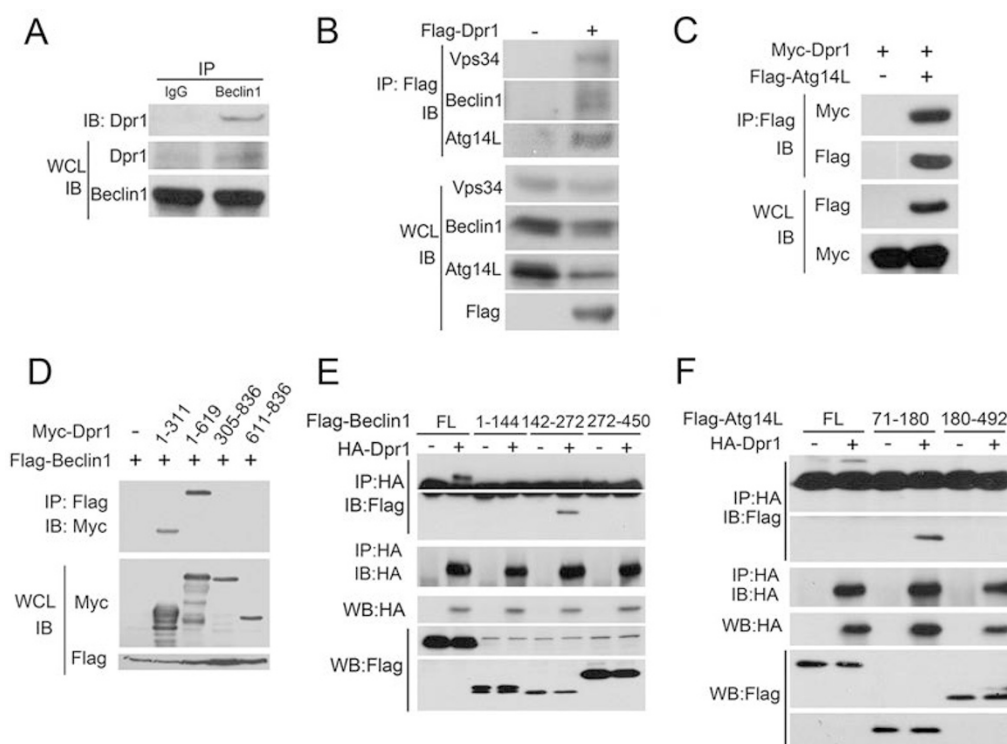 A
IP
IgG Beclin1
IB: Dpr1
WCL
IB
Dpr1
Beclin1
B
Flag-Dpr1 - +
IP: Flag
IB
Vps34
Beclin1
Atg14L
WCL
IB
Vps34
Beclin1
Atg14L
Flag
C
Myc-Dpr1 + +
Flag-Atg14L - +
IP:Flag
IB
Myc
Flag
WCL
IB
Flag
Myc
D
Myc-Dpr1 - 1-311 1-619 305-836 611-836
Flag-Beclin1 + + + + +
IP: Flag
IB: Myc
WCL
IB
Myc
Flag
E
Flag-Beclin1 FL 1-144 142-272 272-450
HA-Dpr1 - + - + - + - +
IP:HA
IB:Flag
IP:HA
IB:HA
WB:HA
WB:Flag
F
Flag-Atg14L FL 71-180 180-492
HA-Dpr1 - + - + - +
IP:HA
IB:Flag
IP:HA
IB:HA
WB:HA
WB:Flag